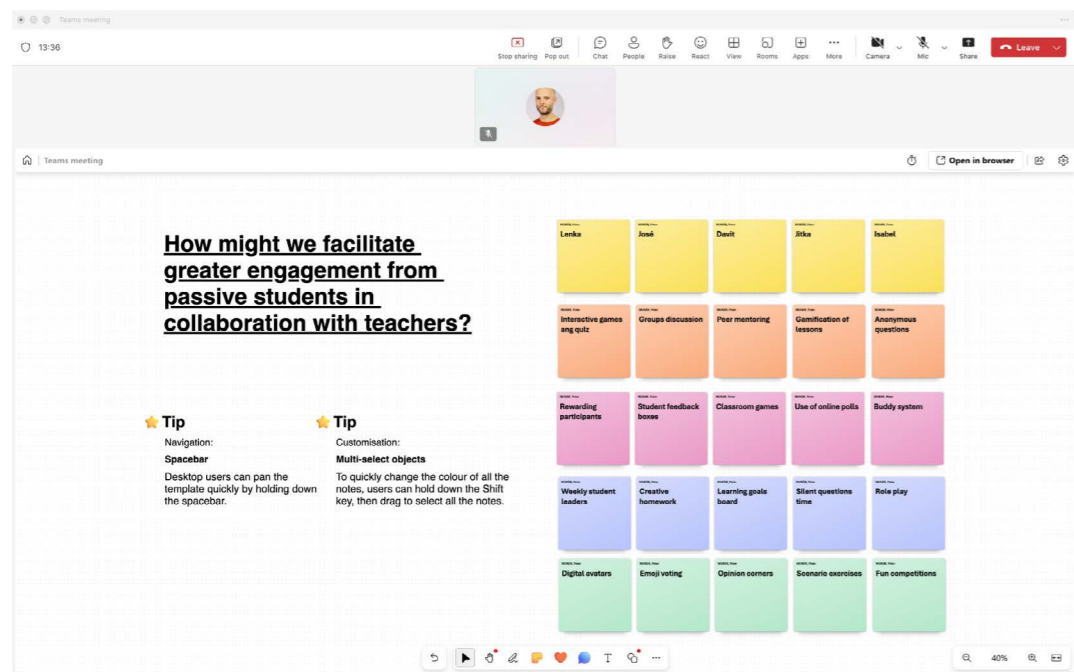 Teams meeting
13:36
Stop sharing
Pop out
Chat
People
Raise
React
View
Rooms
Apps
More
Camera
Mic
Share
Leave
Teams meeting
Open in browser
How might we facilitate
greater engagement from
passive students in
collaboration with teachers?
Tip
Navigation:
Spacebar
Desktop users can pan the
template quickly by holding down
the spacebar.
Tip
Customisation:
Multi-select objects
To quickly change the colour of all the
notes, users can hold down the Shift
key, then drag to select all the notes.
Lenka
José
Davit
Jitka
Isabel
Interactive games
ang quiz
Groups discussion
Peer mentoring
Gamification of
lessons
Anonymous
questions
Rewarding
participants
Student feedback
boxes
Classroom games
Use of online polls
Buddy system
Weekly student
leaders
Creative
homework
Learning goals
board
Silent questions
time
Role play
Digital avatars
Emoji voting
Opinion corners
Scenario exercises
Fun competitions
T
40%